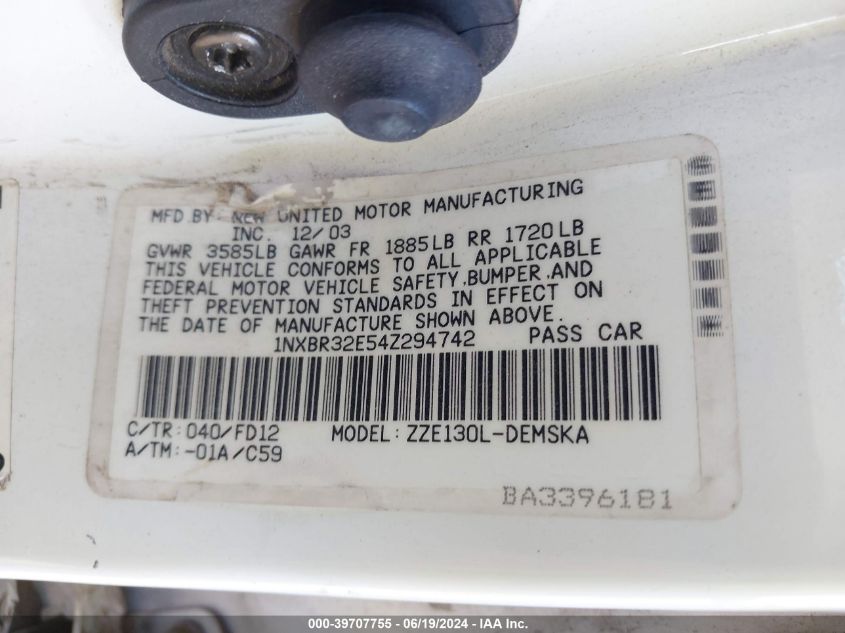 MFD.BY: NEW UNITED MOTOR MANUFACTURING
INC. 12/03
GVWR 3585LB GAWR FR 1885LB RR 1720LB
THIS VEHICLE CONFORMS TO ALL APPLICABLE
FEDERAL MOTOR VEHICLE SAFETY,BUMPER,AND
THEFT PREVENTION STANDARDS IN EFFECT ON
THE DATE OF MANUFACTURE SHOWN ABOVE.
1NXBR32E54Z294742 PASS CAR
C/TR:040/FD12 MODEL:ZZE130L-DEMSKA
A/TM:-01A/C59
BA3396181
000-39707755 - 06/19/2024 - IAA Inc.